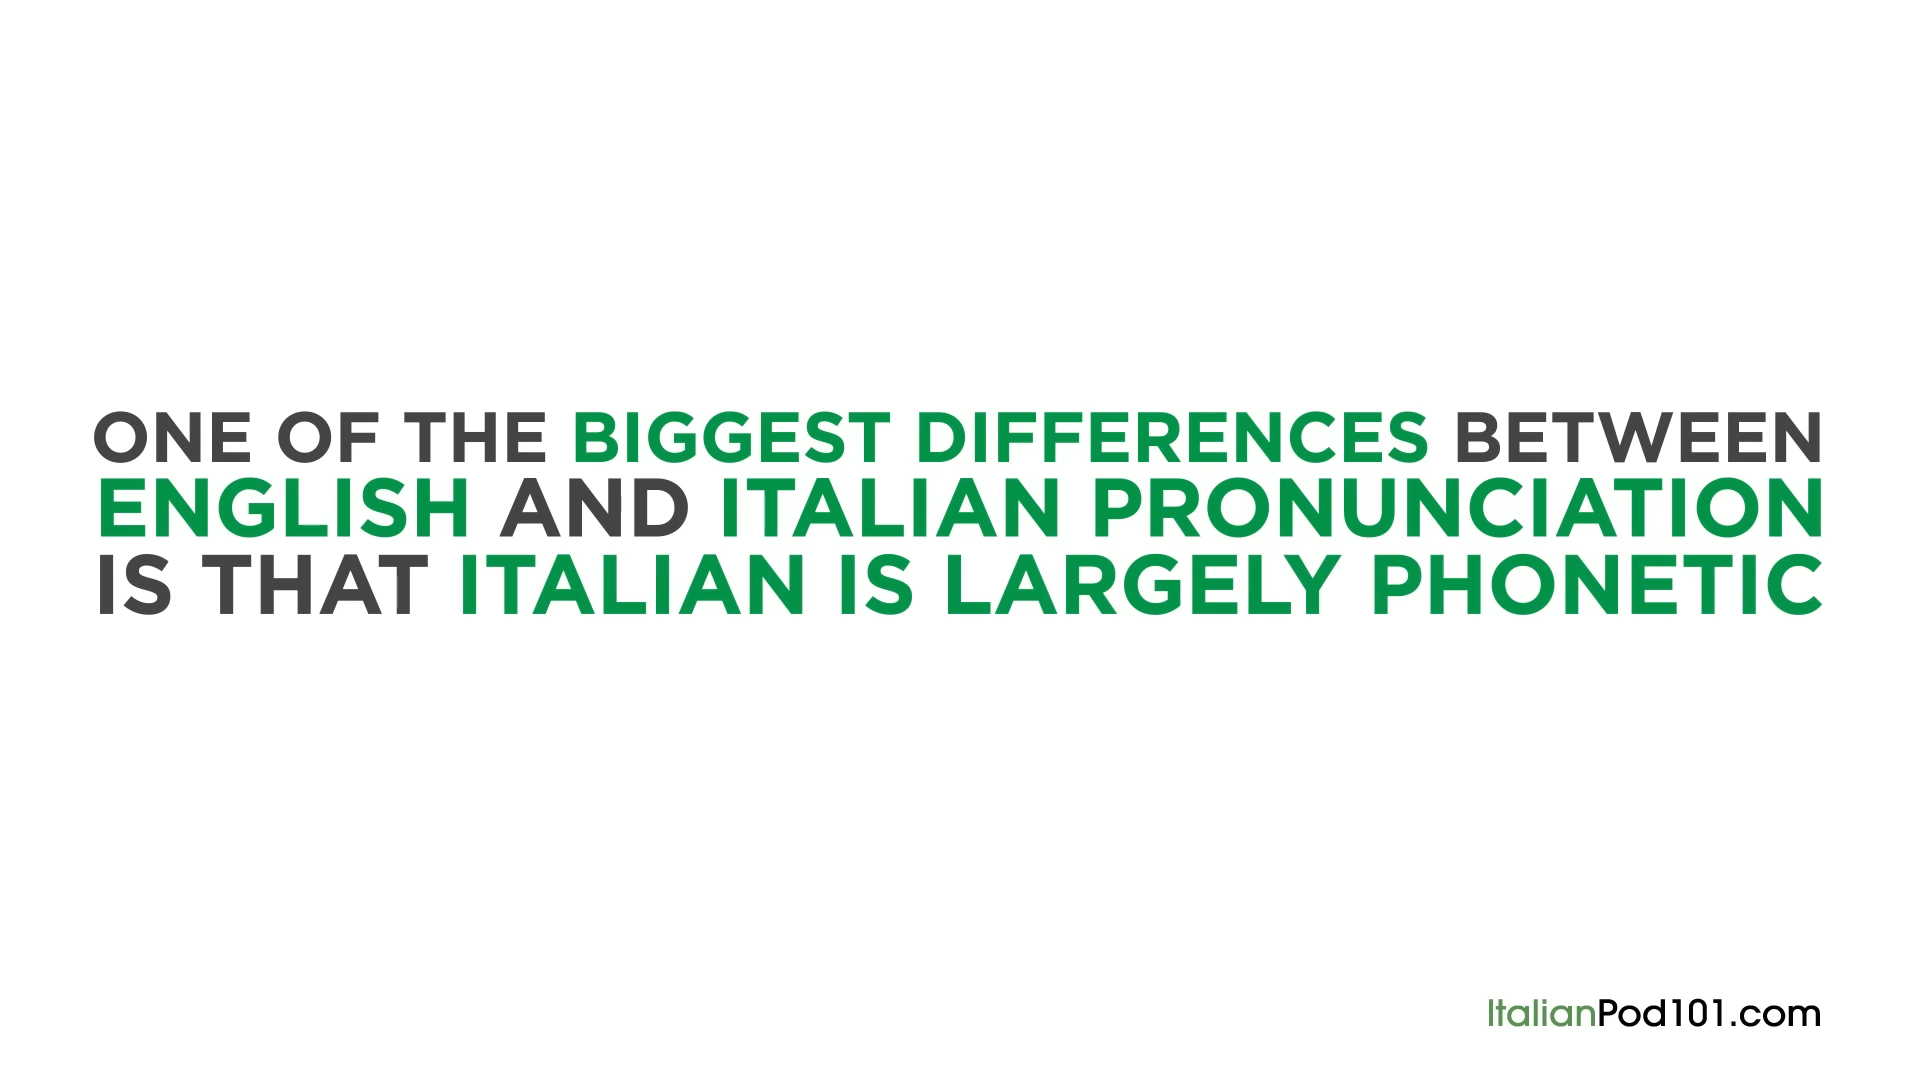 ONE OF THE BIGGEST DIFFERENCES BETWEEN
ENGLISH AND ITALIAN PRONUNCIATION
IS THAT ITALIAN IS LARGELY PHONETIC
ItalianPod101.com